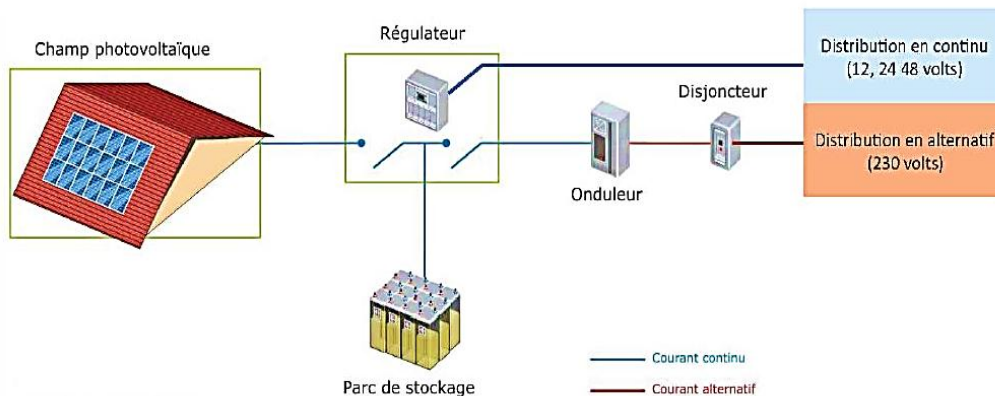 Champ photovoltaïque
Régulateur
Distribution en continu
(12, 24 48 volts)
Disjoncteur
Distribution en alternatif
(230 volts)
Onduleur
Parc de stockage
Courant continu
Courant alternatif